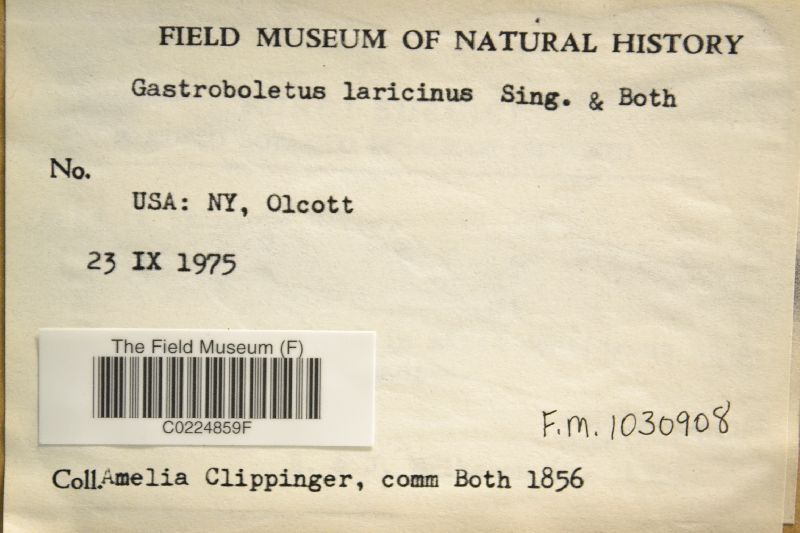 FIELD MUSEUM OF NATURAL HISTORY
Gastroboletus laricinus Sing. & Both
No.
USA: NY, Olcott
23 IX 1975
The Field Museum (F)
C0224859F
F.M. 1030908
Coll.Amelia Clippinger, comm Both 1856